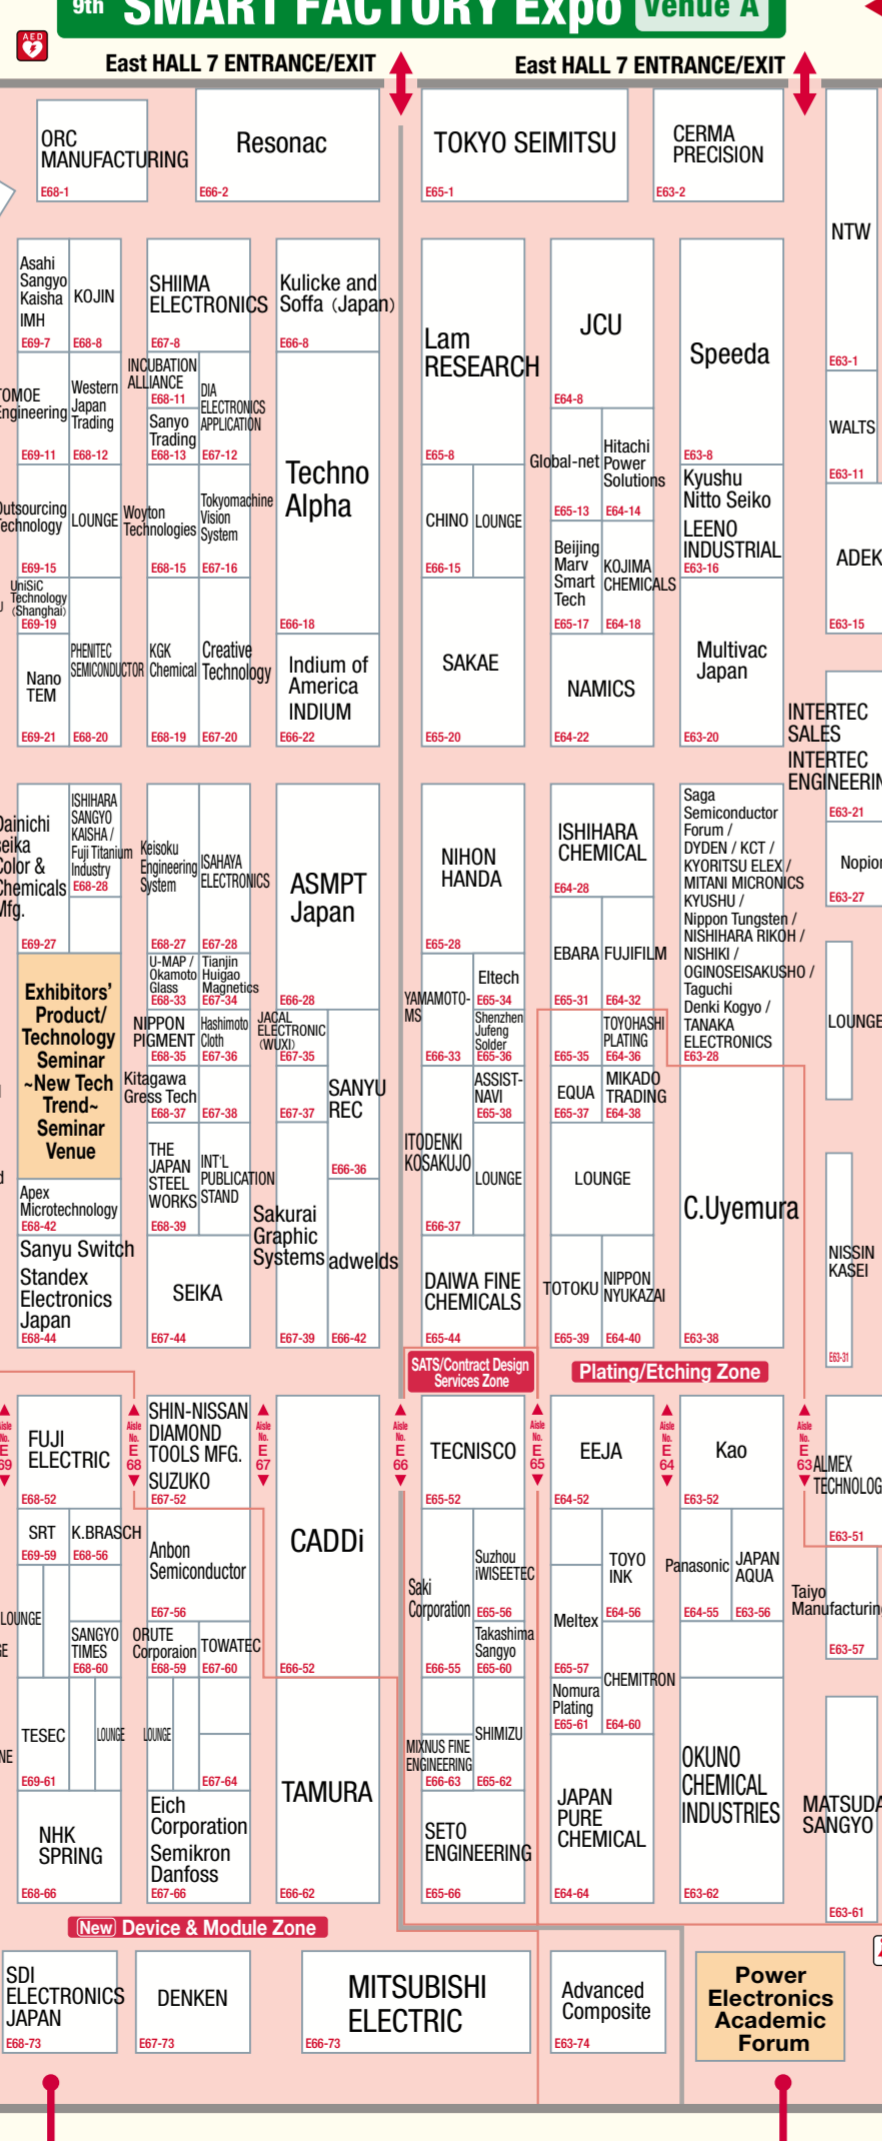 9th SMART FACTORY Expo Venue A
AED
East HALL 7 ENTRANCE/EXIT
East HALL 7 ENTRANCE/EXIT
ORC
MANUFACTURING
E68-1
Resonac
E66-2
TOKYO SEIMITSU
E65-1
CERMA
PRECISION
E63-2
NTW
E63-1
Asahi
Sangyo
Kaisha
IMH
E69-7
KOJIN
E68-8
SHIIMA
ELECTRONICS
E67-8
Kulicke and
Soffa (Japan)
E66-8
Lam
RESEARCH
E65-8
JCU
E64-8
Speeda
E63-8
WALTS
E63-11
TOMOE
Engineering
E69-11
Western
Japan
Trading
E68-12
INCUBATION
ALLIANCE
E68-11
Sanyo
Trading
E68-13
DIA
ELECTRONICS
APPLICATION
E67-12
Techno
Alpha
E66-18
Global-net
E65-13
Hitachi
Power
Solutions
E64-14
Kyushu
Nitto Seiko
LEENO
INDUSTRIAL
E63-16
ADEK
E63-15
Outsourcing
Technology
E69-15
LOUNGE
Woyton
Technologies
E68-15
Tokyomachine
Vision
System
E67-16
CHINO
E66-15
LOUNGE
Beijing
Marv
Smart
Tech
E65-17
KOJIMA
CHEMICALS
E64-18
UniSiC
Technology
(Shanghai)
E69-19
Nano
TEM
E69-21
PHENITEC
SEMICONDUCTOR
E68-20
KGK
Chemical
E68-19
Creative
Technology
E67-20
Indium of
America
INDIUM
E66-22
SAKAE
E65-20
NAMICS
E64-22
Multivac
Japan
E63-20
INTERTEC
SALES
INTERTEC
ENGINEERIN
E63-21
Dainichi
seika
Color &
Chemicals
Mfg.
E69-27
ISHIHARA
SANGYO
KAISHA /
Fuji Titanium
Industry
E68-28
Keisoku
Engineering
System
E68-27
ISAHAYA
ELECTRONICS
E67-28
ASMPT
Japan
E66-28
NIHON
HANDA
E65-28
ISHIHARA
CHEMICAL
E64-28
Saga
Semiconductor
Forum /
DYDEN / KCT /
KYORITSU ELEX /
MITANI MICRONICS
KYUSHU /
Nippon Tungsten /
NISHIHARA RIKOH /
NISHIKI /
OGINOSEISAKUSHO /
Taguchi
Denki Kogyo /
TANAKA
ELECTRONICS
E63-28
Nopion
E63-27
Exhibitors'
Product/
Technology
Seminar
~New Tech
Trend~
Seminar
Venue
U-MAP /
Okamoto
Glass
E68-33
Tianjin
Huigao
Magnetics
E67-34
YAMAMOTO-
MS
E66-33
Eltech
E65-34
EBARA
E65-31
FUJIFILM
E64-32
LOUNGE
NIPPON
PIGMENT
E68-35
Hashimoto
Cloth
E67-36
JACAL
ELECTRONIC
(WUXI)
E67-35
SANYU
REC
E66-36
Shenzhen
Jufeng
Solder
E65-36
E65-35
TOYOHASHI
PLATING
E64-36
Kitagawa
Gress Tech
E68-37
E67-38
E67-37
ITODENKI
KOSAKUJO
E66-37
ASSIST-
NAVI
E65-38
EQUA
E65-37
MIKADO
TRADING
E64-38
C.Uyemura
E63-38
THE
JAPAN
STEEL
WORKS
E68-39
INT'L
PUBLICATION
STAND
LOUNGE
LOUNGE
Apex
Microtechnology
E68-42
Sakurai
Graphic
Systems
E67-39
adwelds
E66-42
NISSIN
KASEI
E63-31
Sanyu Switch
Standex
Electronics
Japan
E68-44
SEIKA
E67-44
DAIWA FINE
CHEMICALS
E65-44
TOTOKU
E65-39
NIPPON
NYUKAZAI
E64-40
SATS/Contract Design
Services Zone
Plating/Etching Zone
Aisle
No.
E
69
FUJI
ELECTRIC
E68-52
Aisle
No.
E
68
SHIN-NISSAN
DIAMOND
TOOLS MFG.
SUZUKO
E67-52
Aisle
No.
E
67
CADDi
E66-52
Aisle
No.
E
66
TECNISCO
E65-52
Aisle
No.
E
65
EEJA
E64-52
Aisle
No.
E
64
Kao
E63-52
Aisle
No.
E
63
ALMEX
TECHNOLOG
E63-51
SRT
E69-59
K.BRASCH
E68-56
Anbon
Semiconductor
E67-56
Saki
Corporation
E66-55
Suzhou
iWISEETEC
E65-56
Meltex
E65-57
TOYO
INK
E64-56
Panasonic
E64-55
JAPAN
AQUA
E63-56
Taiyo
Manufacturin
E63-57
LOUNGE
SANGYO
TIMES
E68-60
ORUTE
Corporaion
E68-59
TOWATEC
E67-60
Takashima
Sangyo
E65-60
Nomura
Plating
E65-61
CHEMITRON
E64-60
TESEC
E69-61
LOUNGE
LOUNGE
E67-64
TAMURA
E66-62
MIXNUS FINE
ENGINEERING
E66-63
SHIMIZU
E65-62
JAPAN
PURE
CHEMICAL
E64-64
OKUNO
CHEMICAL
INDUSTRIES
E63-62
MATSUDA
SANGYO
E63-61
NHK
SPRING
E68-66
Eich
Corporation
Semikron
Danfoss
E67-66
SETO
ENGINEERING
E65-66
New Device & Module Zone
SDI
ELECTRONICS
JAPAN
E68-73
DENKEN
E67-73
MITSUBISHI
ELECTRIC
E66-73
Advanced
Composite
E63-74
Power
Electronics
Academic
Forum